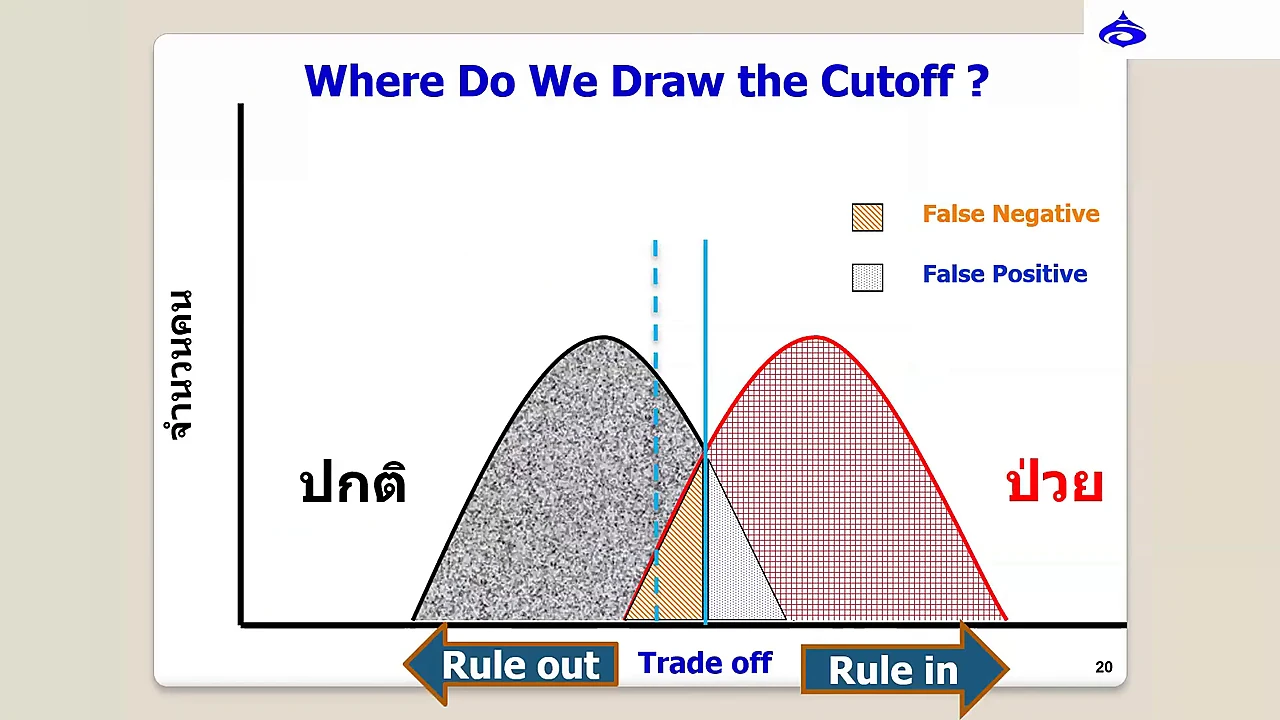 Where Do We Draw the Cutoff ?
False Negative
False Positive
จำนวนคน
ปกติ
ป่วย
Rule out
Trade off
Rule in
20